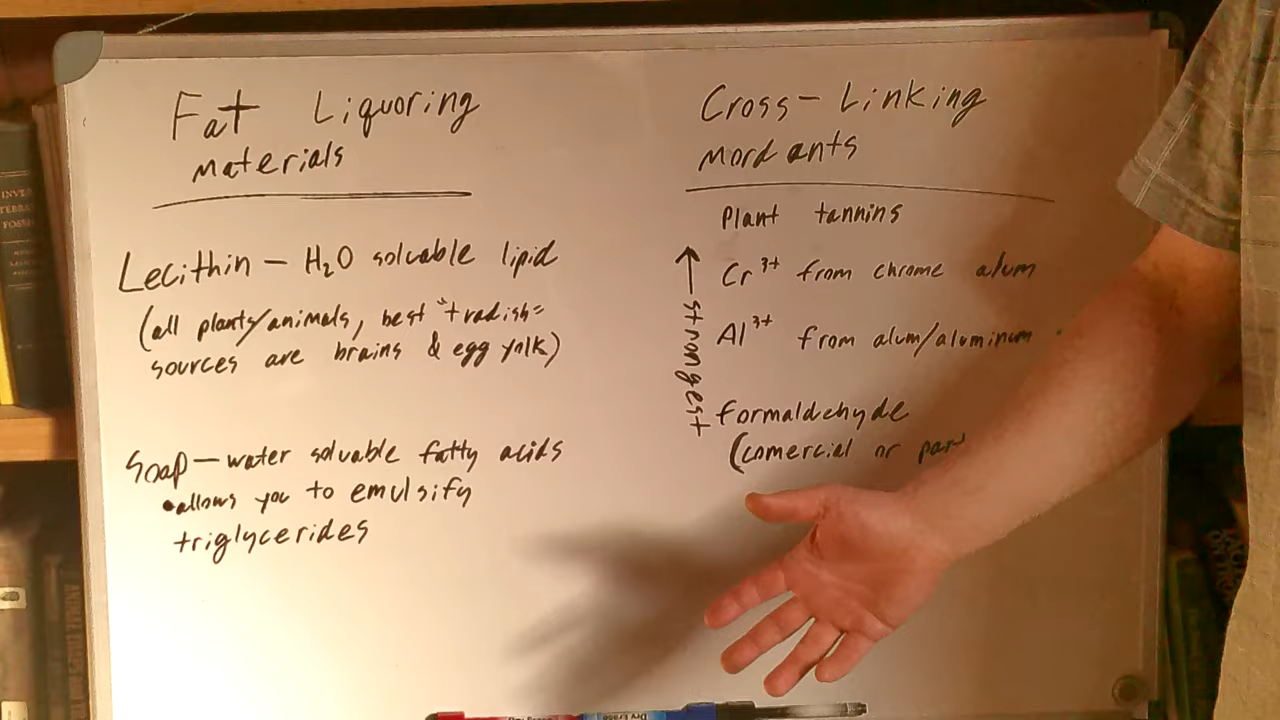 Fat Liquoring
materials
Lecithin - H₂O solvable lipid
(all plants/animals, best "tradish"
sources are brains & egg yolk)
Soap - water solvable fatty acids
•allows you to emulsify
triglycerides
Cross-Linking
Mordants
Plant tannins
Cr³⁺ from chrome alum
Al³⁺ from alum/aluminum
formaldehyde
(comercial or
← strongest
Dry Erase